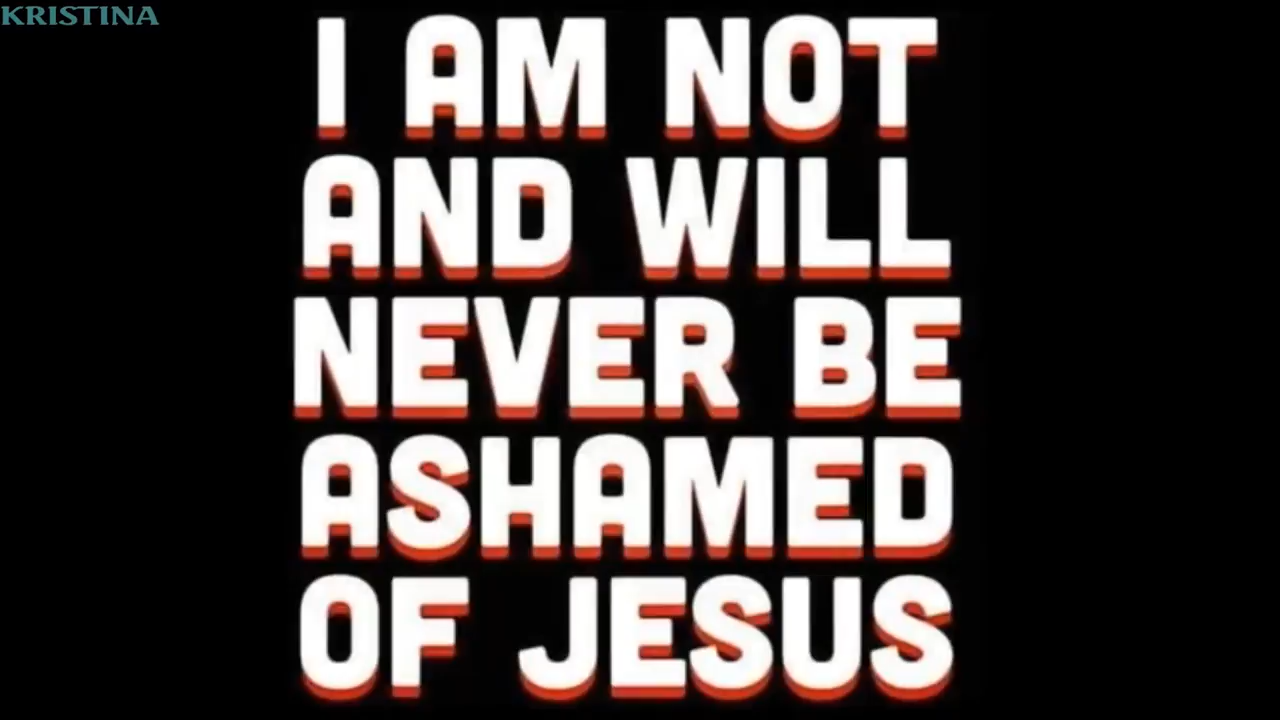 KRISTINA
I AM NOT
AND WILL
NEVER BE
ASHAMED
OF JESUS